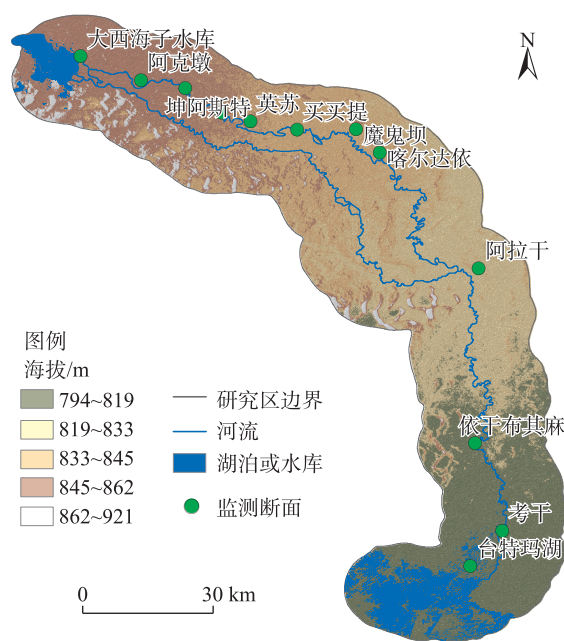 大西海子水库
N
阿克墩
坤阿斯特
英苏
买买提
魔鬼坝
喀尔达依
阿拉干
图例
海拔/m
794~819
819~833
833~845
845~862
862~921
研究区边界
河流
湖泊或水库
监测断面
依干布其麻
考干
台特玛湖
0
30 km